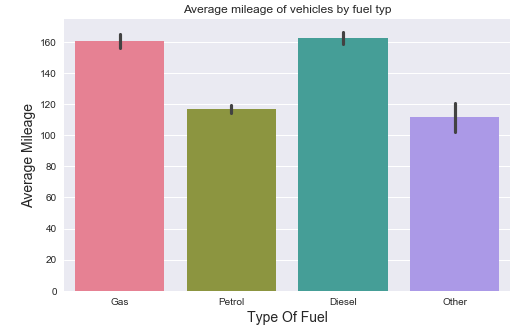 Average mileage of vehicles by fuel typ
160
140
120
100
80
60
40
20
0
Average Mileage
Gas Petrol Diesel Other
Type Of Fuel